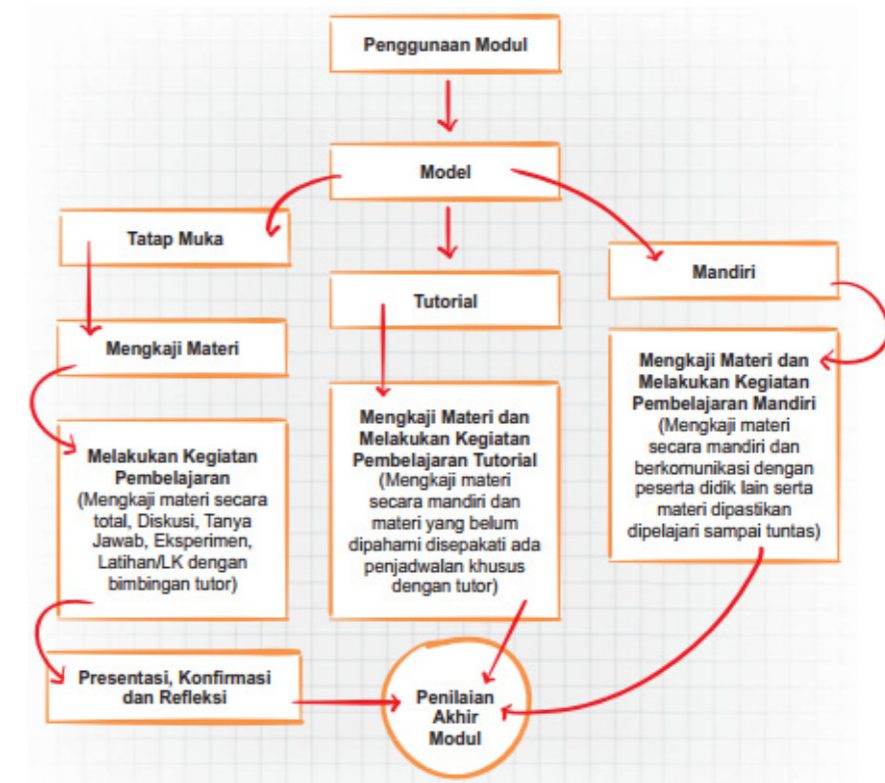 Penggunaan Modul
Model
Tatap Muka
Tutorial
Mandiri
Mengkaji Materi
Melakukan Kegiatan
Pembelajaran
(Mengkaji materi secara
total, Diskusi, Tanya
Jawab, Eksperimen,
Latihan/LK dengan
bimbingan tutor)
Presentasi, Konfirmasi
dan Refleksi
Mengkaji Materi dan
Melakukan Kegiatan
Pembelajaran Tutorial
(Mengkaji materi
secara mandiri dan
materi yang belum
dipahami disepakati ada
penjadwalan khusus
dengan tutor)
Mengkaji Materi dan
Melakukan Kegiatan
Pembelajaran Mandiri
(Mengkaji materi
secara mandiri dan
berkomunikasi dengan
peserta didik lain serta
materi dipastikan
dipelajari sampai tuntas)
Penilaian
Akhir
Modul